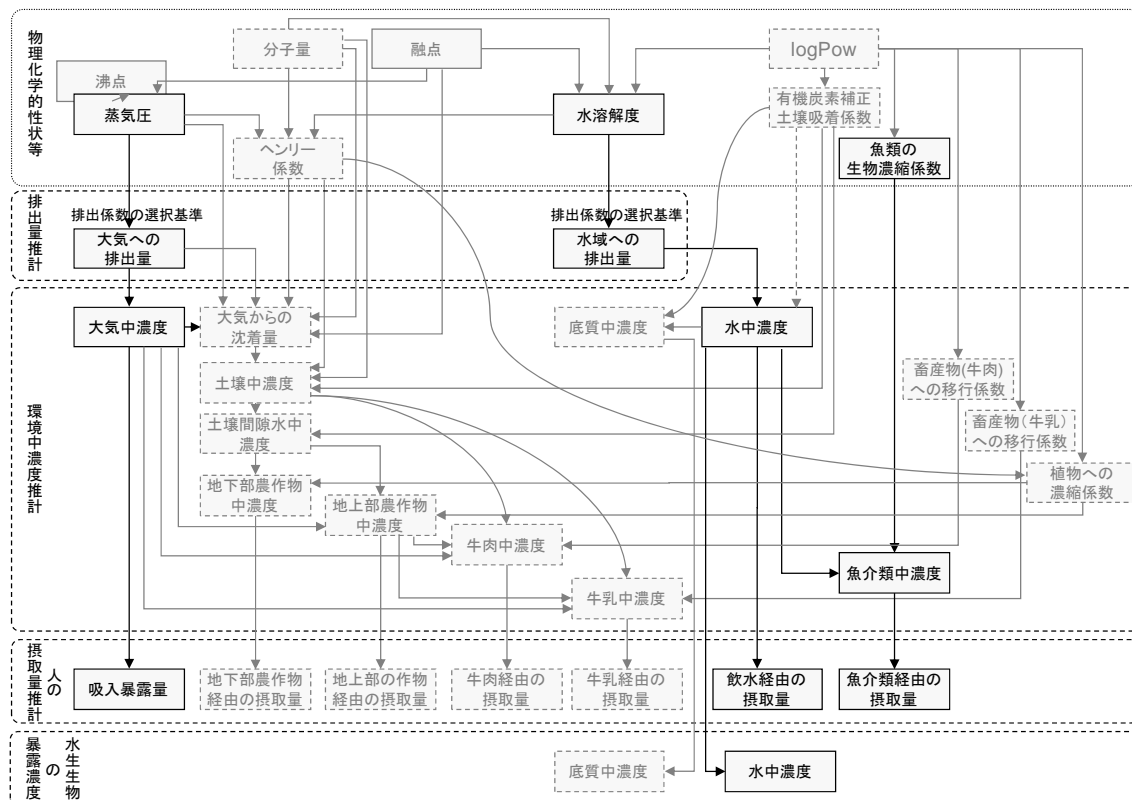 物理化学的性状等
分子量
融点
logPow
沸点
蒸気圧
水溶解度
有機炭素補正
土壌吸着係数
ヘンリー
係数
魚類の
生物濃縮係数
排出量推計
排出係数の選択基準
大気への
排出量
排出係数の選択基準
水域への
排出量
環境中濃度推計
大気中濃度
大気からの
沈着量
底質中濃度
水中濃度
土壌中濃度
畜産物(牛肉)
への移行係数
土壌間隙水中
濃度
畜産物(牛乳)
への移行係数
地下部農作物
中濃度
植物への
濃縮係数
地上部農作物
中濃度
牛肉中濃度
魚介類中濃度
牛乳中濃度
人の
摂取量推計
吸入暴露量
地下部農作物
経由の摂取量
地上部の作物
経由の摂取量
牛肉経由の
摂取量
牛乳経由の
摂取量
飲水経由の
摂取量
魚介類経由の
摂取量
水生生物
の
暴露濃度
底質中濃度
水中濃度